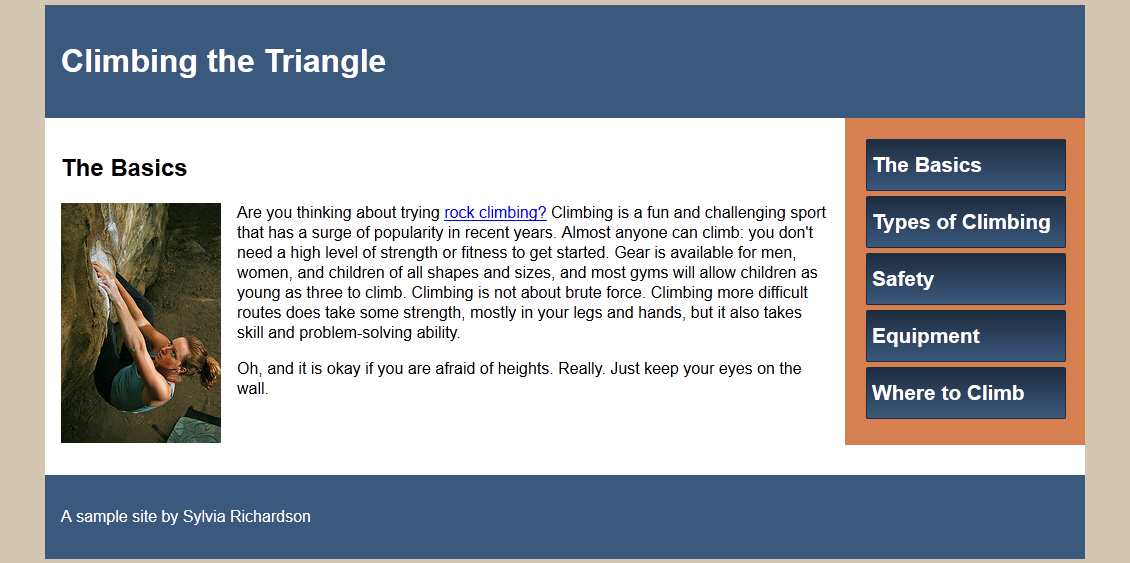 Climbing the Triangle
The Basics
Are you thinking about trying rock climbing? Climbing is a fun and challenging sport
that has a surge of popularity in recent years. Almost anyone can climb: you don't
need a high level of strength or fitness to get started. Gear is available for men,
women, and children of all shapes and sizes, and most gyms will allow children as
young as three to climb. Climbing is not about brute force. Climbing more difficult
routes does take some strength, mostly in your legs and hands, but it also takes
skill and problem-solving ability.
Oh, and it is okay if you are afraid of heights. Really. Just keep your eyes on the
wall.
The Basics
Types of Climbing
Safety
Equipment
Where to Climb
A sample site by Sylvia Richardson